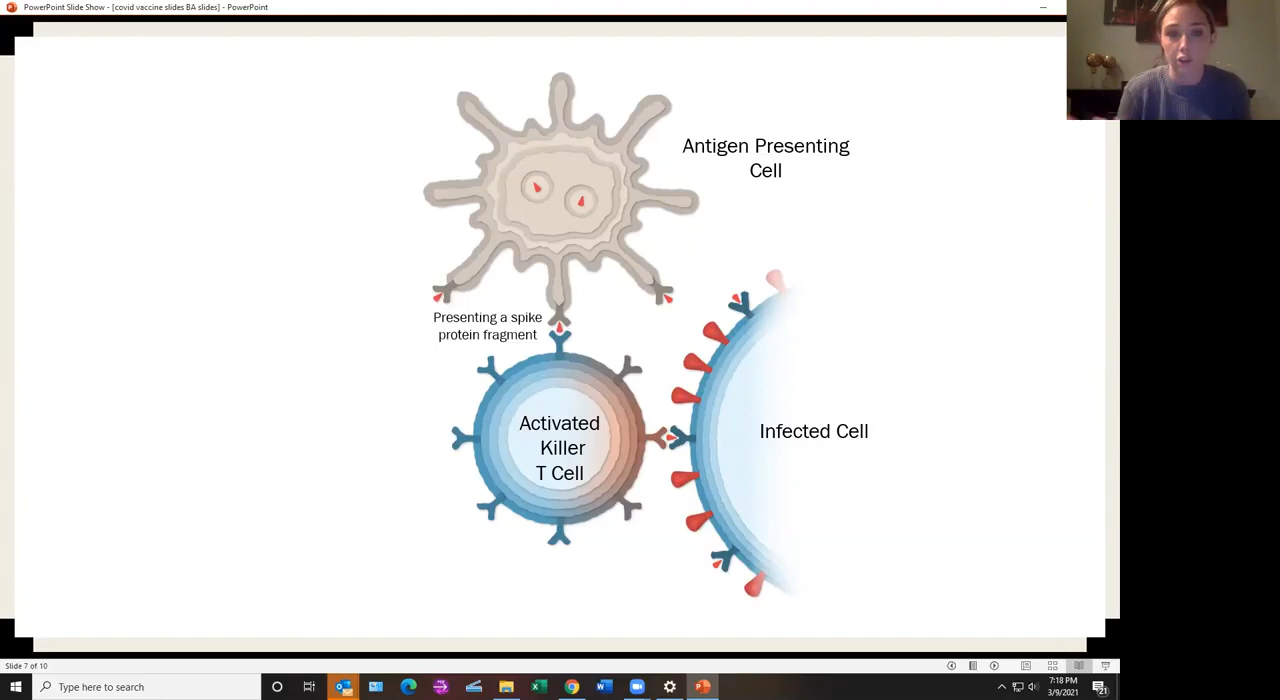 PowerPoint Slide Show - [covid vaccine slides BA slides] - PowerPoint
Antigen Presenting
Cell
Presenting a spike
protein fragment
Activated
Killer
T Cell
Infected Cell
Slide 7 of 10
Type here to search
7:18 PM
3/9/2021
21